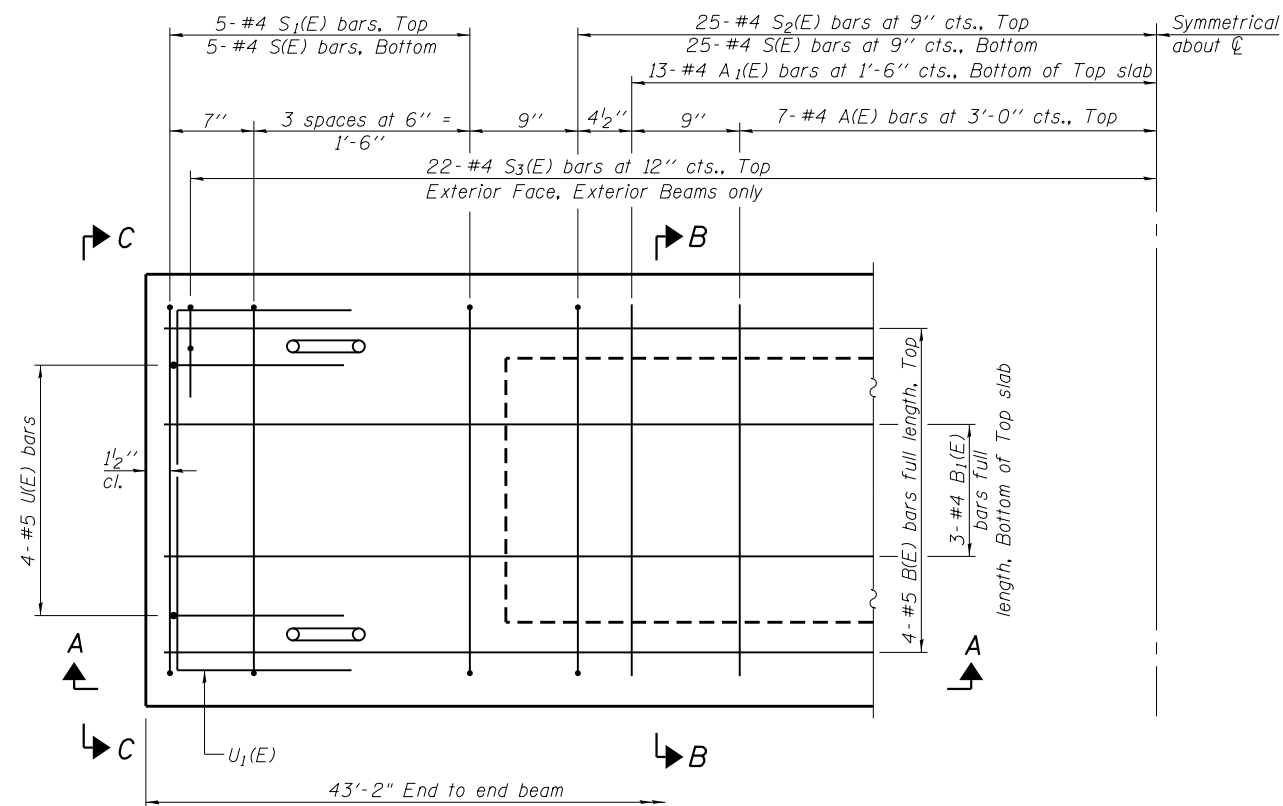 5- #4 S1(E) bars, Top
5- #4 S(E) bars, Bottom
25- #4 S2(E) bars at 9" cts., Top
25- #4 S(E) bars at 9" cts., Bottom
Symmetrical
about ℄
13- #4 A1(E) bars at 1'-6" cts., Bottom of Top slab
7"
3 spaces at 6" =
1'-6"
9"
4½"
9"
7- #4 A(E) bars at 3'-0" cts., Top
22- #4 S3(E) bars at 12" cts., Top
Exterior Face, Exterior Beams only
C
B
4- #5 U(E) bars
1½"
cl.
4- #5 B(E) bars full length, Top
3- #4 B1(E)
bars full
length, Bottom of Top slab
A
A
C
U1(E)
B
43'-2" End to end beam